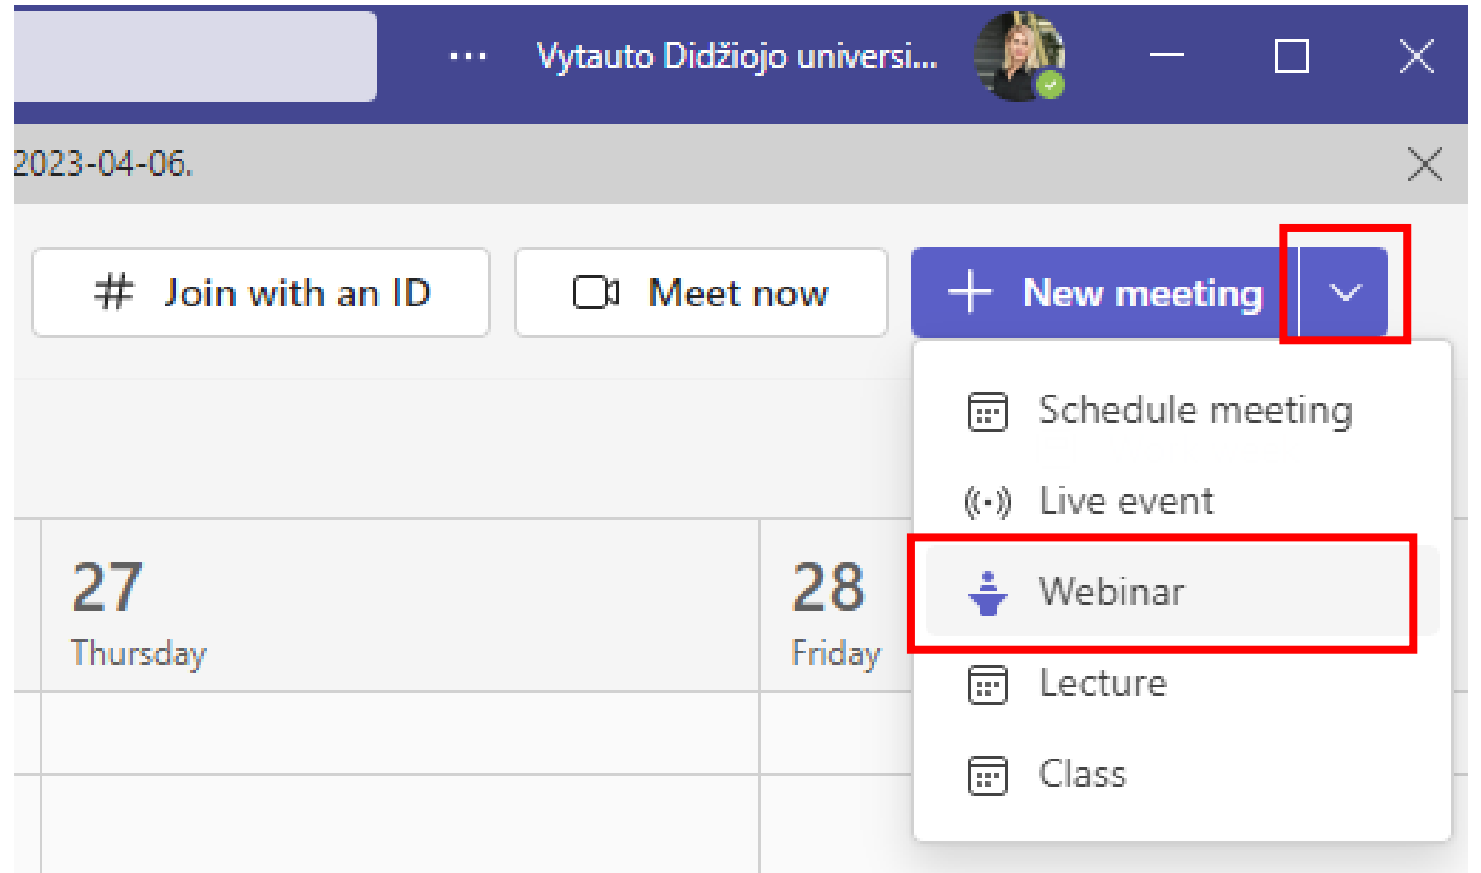 ... Vytauto Didžiojo universi...
2023-04-06.
# Join with an ID
Meet now
+ New meeting
Schedule meeting
Live event
Webinar
Lecture
Class
27
Thursday
28
Friday